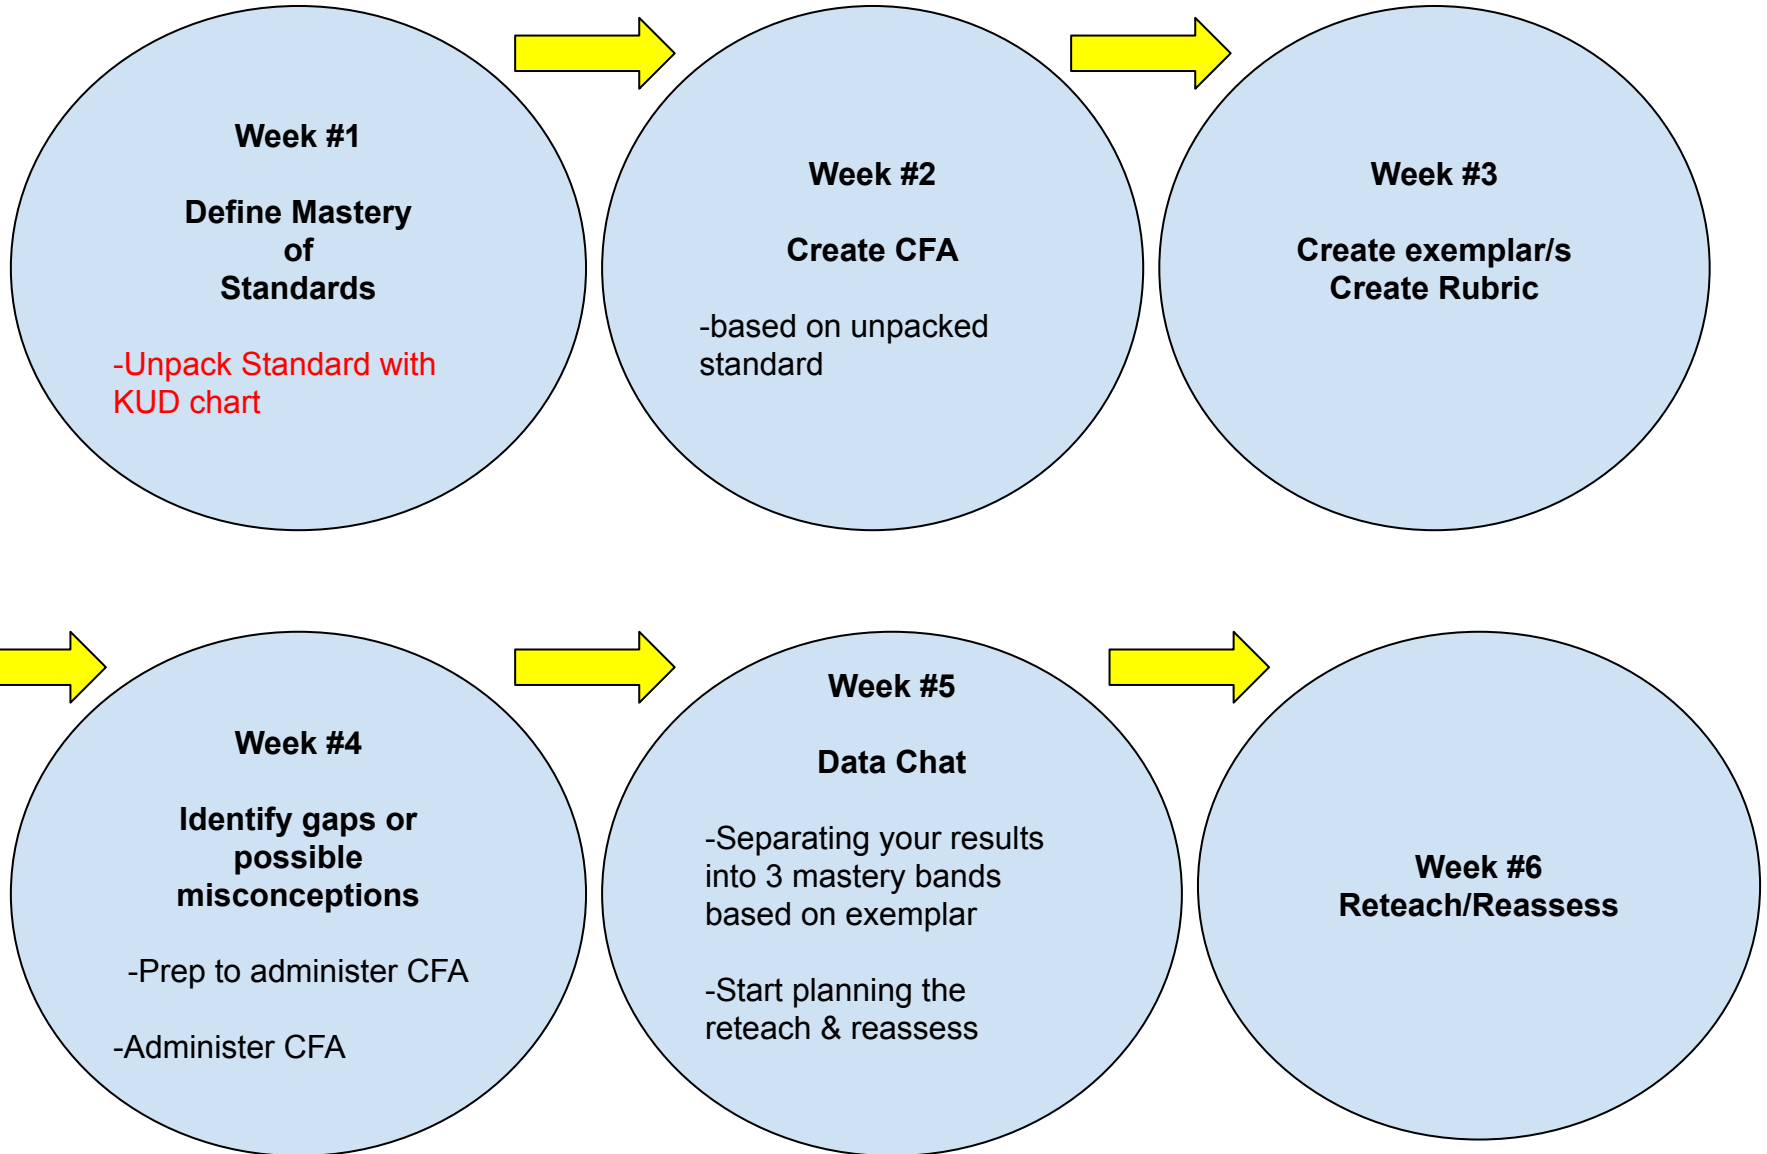 Week #1
Define Mastery
of
Standards
-Unpack Standard with
KUD chart
Week #2
Create CFA
-based on unpacked
standard
Week #3
Create exemplar/s
Create Rubric
Week #4
Identify gaps or
possible
misconceptions
-Prep to administer CFA
-Administer CFA
Week #5
Data Chat
-Separating your results
into 3 mastery bands
based on exemplar
-Start planning the
reteach & reassess
Week #6
Reteach/Reassess